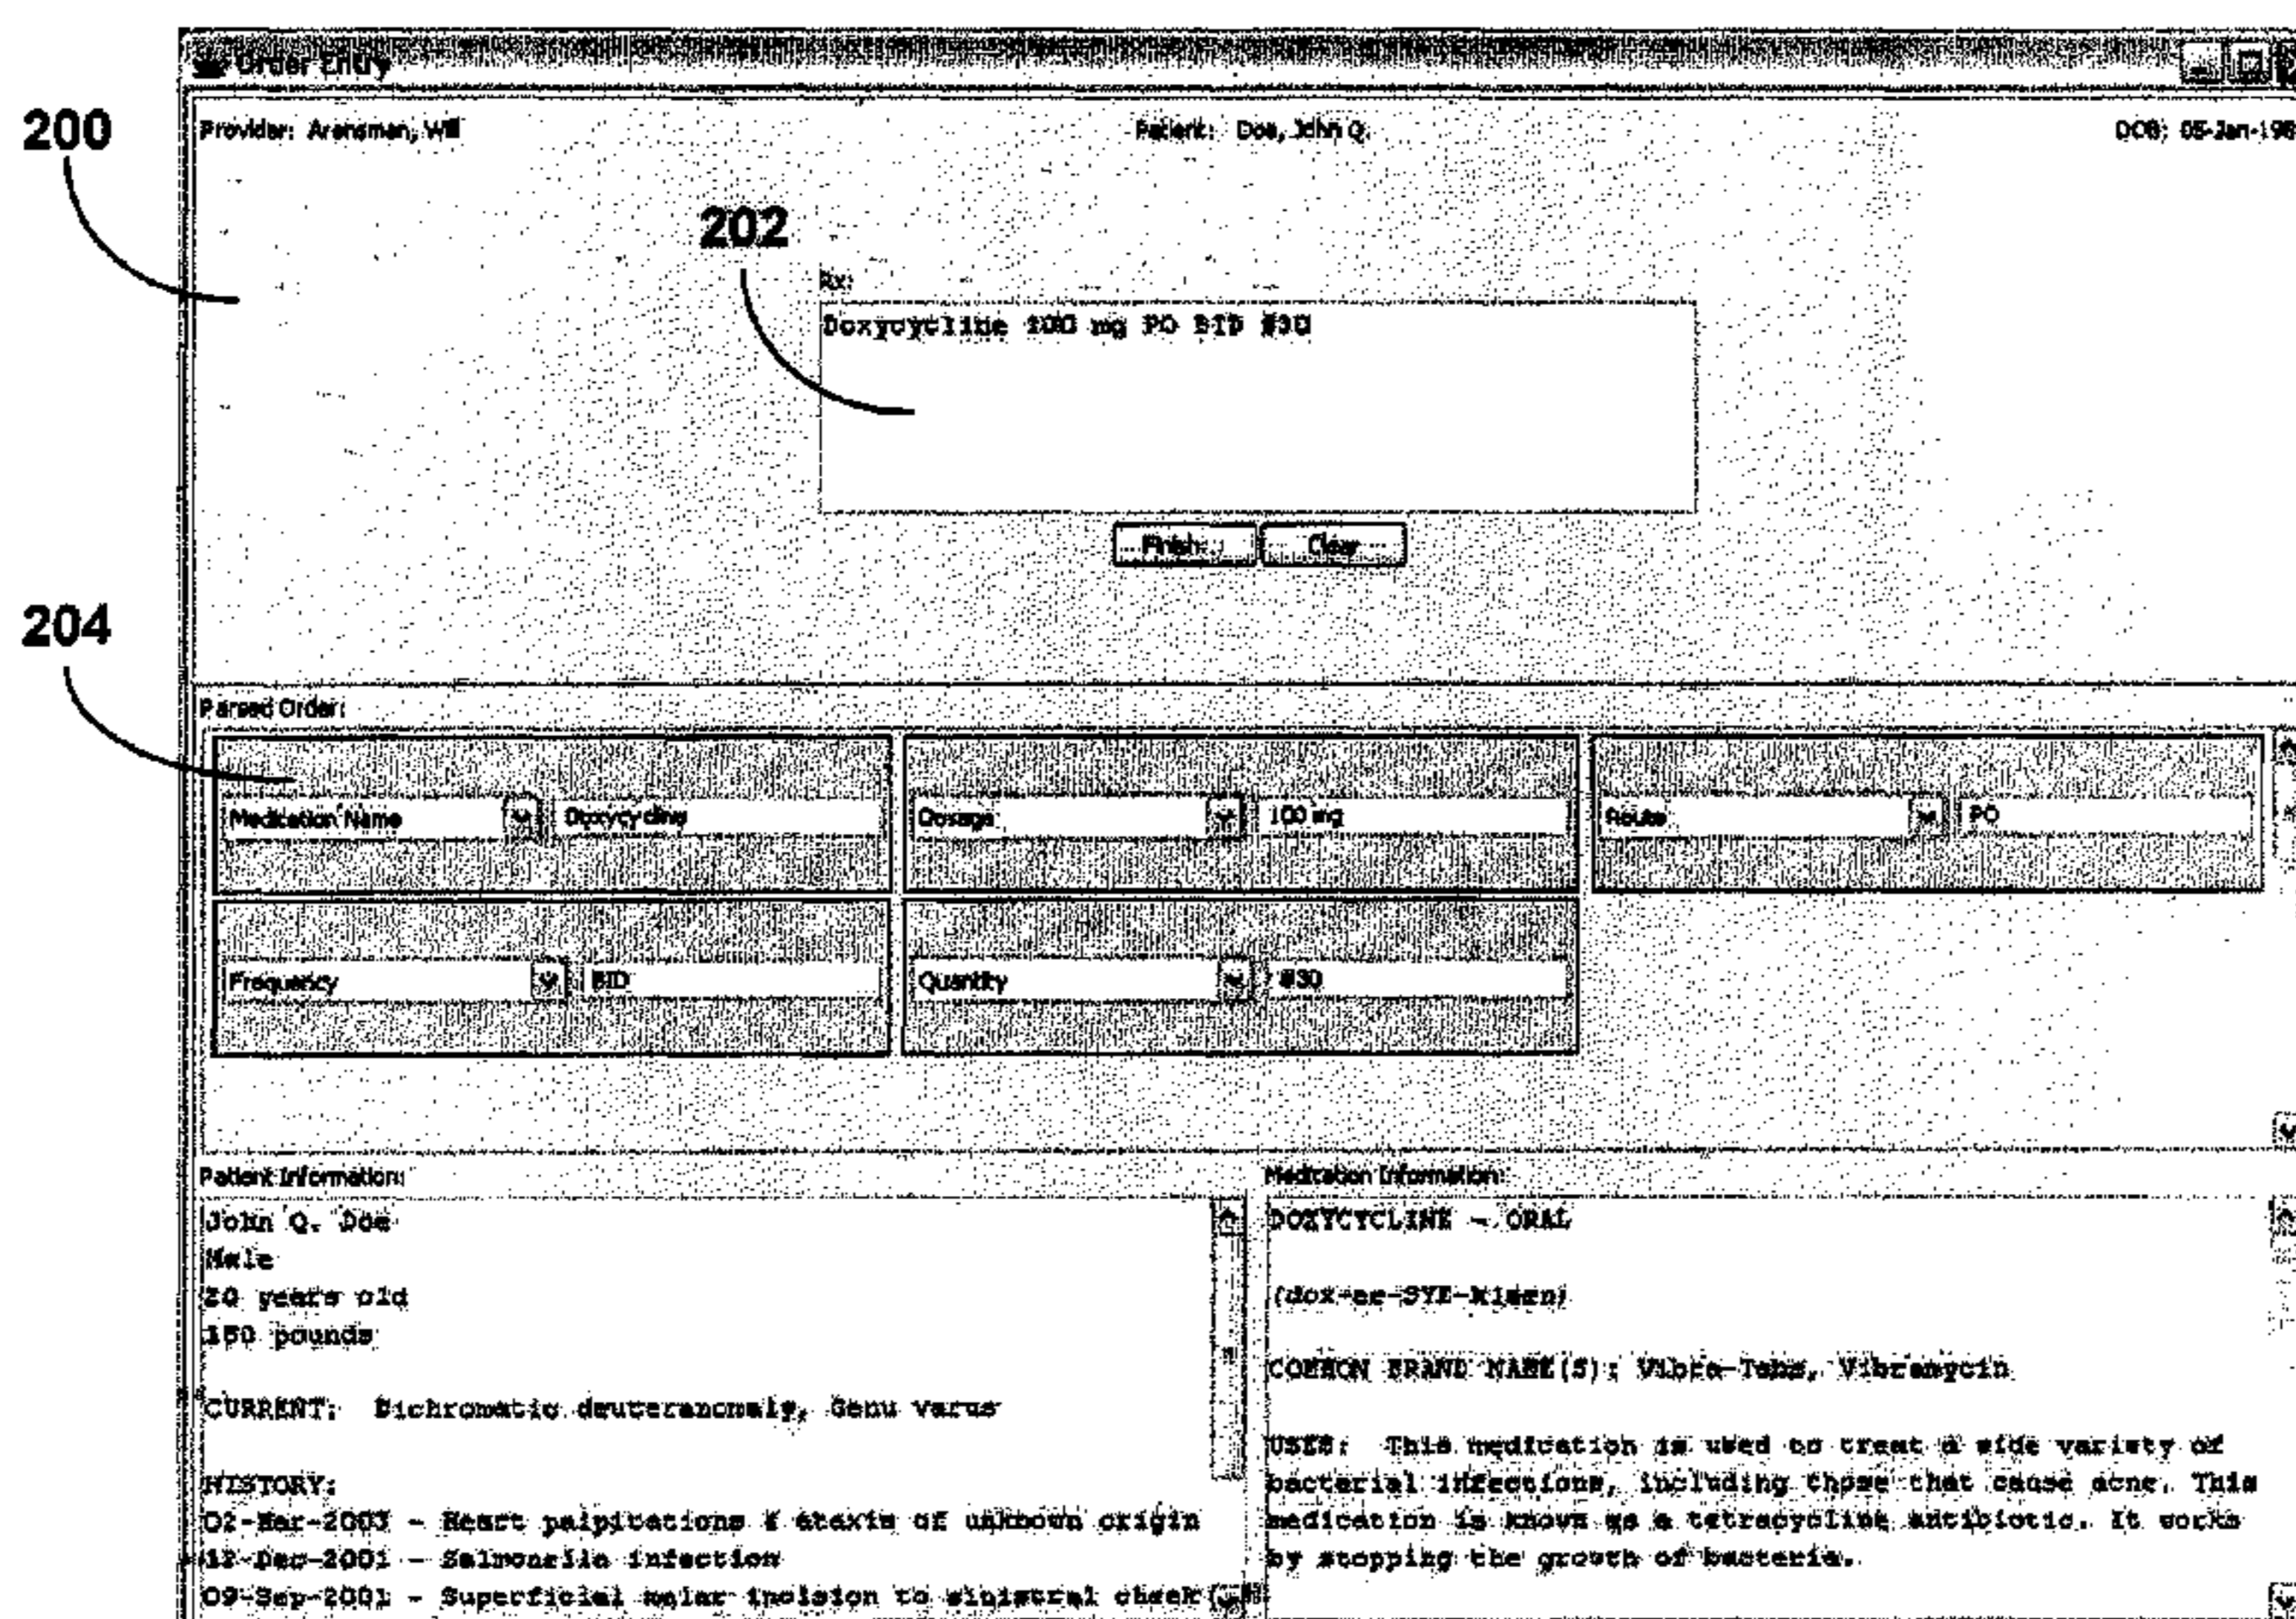 Order Entry
200
Provider: Arensman, Will Patient: Doe, John Q. DOB: 05-Jan-198
202
Rx:
Doxycycline 100 mg PO BID #30
Finish Clear
204
Parsed Order:
Medication Name Doxycycline Dosage 100 mg Route PO
Frequency BID Quantity #30
Patient Information: Medication Information:
John Q. Doe
Male
20 years old
pounds
CURRENT: Dichromatic deuteranomaly, Genu varus
HISTORY:
02-Mar-2003 - Heart palpitations & ataxia of unknown origin
12-Dec-2001 - Salmonella infection
09-Sep-2001 - Superficial malar incision to sinistral cheek
DOXYCYCLINE - ORAL
(dox-ee-SYE-kleen)
COMMON BRAND NAME(S): Vibra-Tabs, Vibramycin
USES: This medication is used to treat a wide variety of
bacterial infections, including those that cause acne. This
medication is known as a tetracycline antibiotic. It works
by stopping the growth of bacteria.